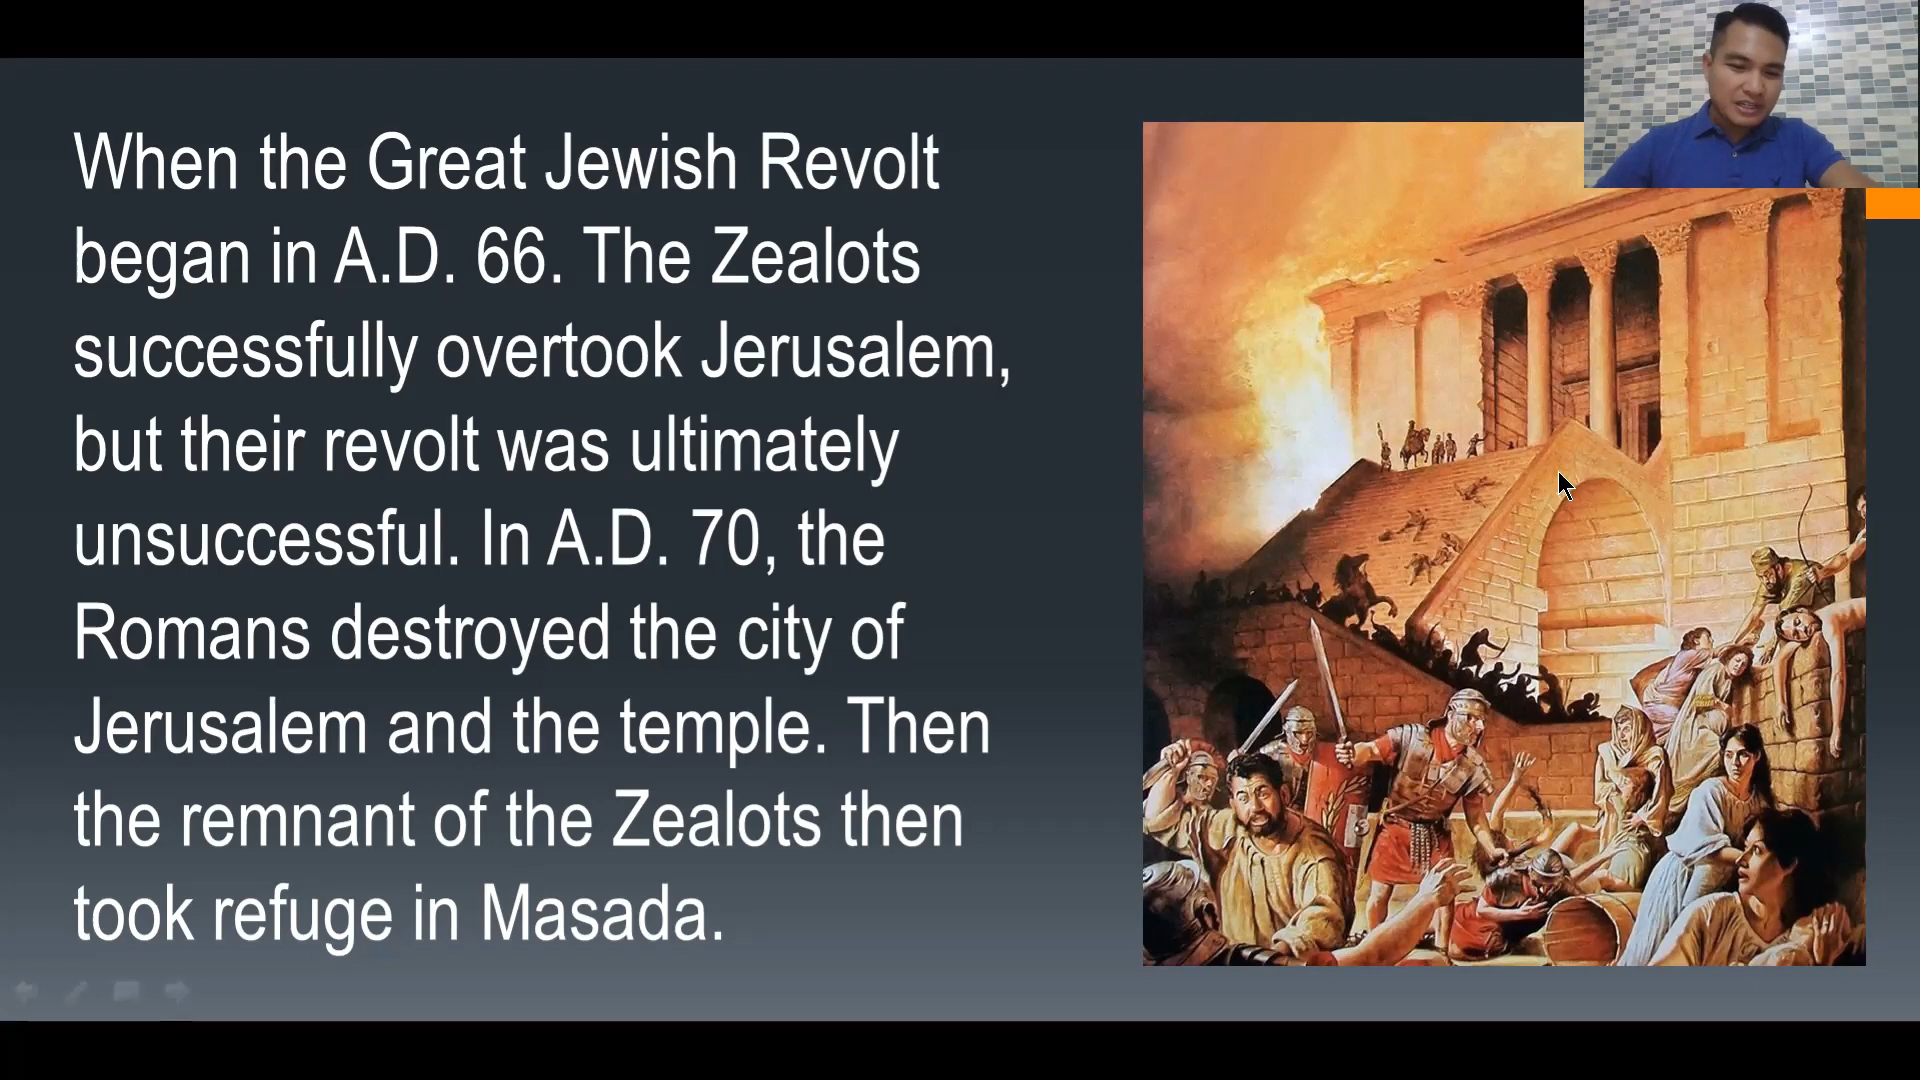 When the Great Jewish Revolt
began in A.D. 66. The Zealots
successfully overtook Jerusalem,
but their revolt was ultimately
unsuccessful. In A.D. 70, the
Romans destroyed the city of
Jerusalem and the temple. Then
the remnant of the Zealots then
took refuge in Masada.